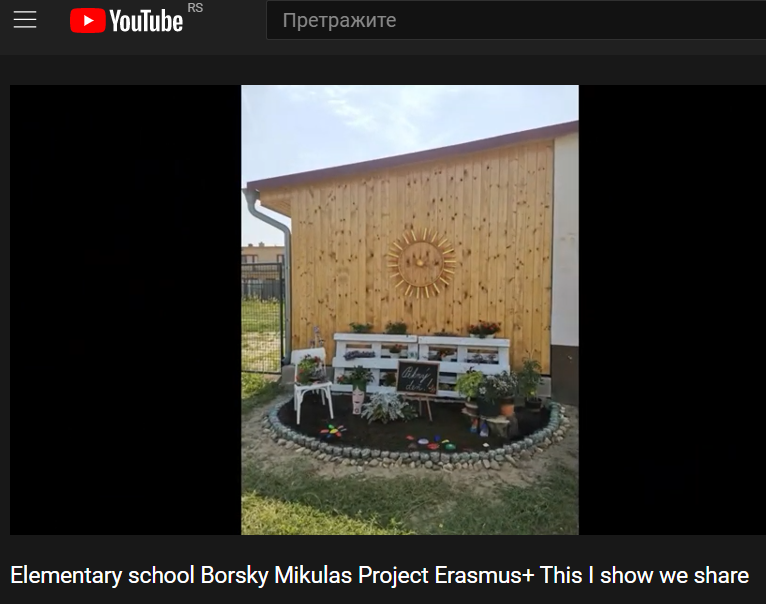 YouTube RS
Претражите
Elementary school Borsky Mikulas Project Erasmus+ This I show we share